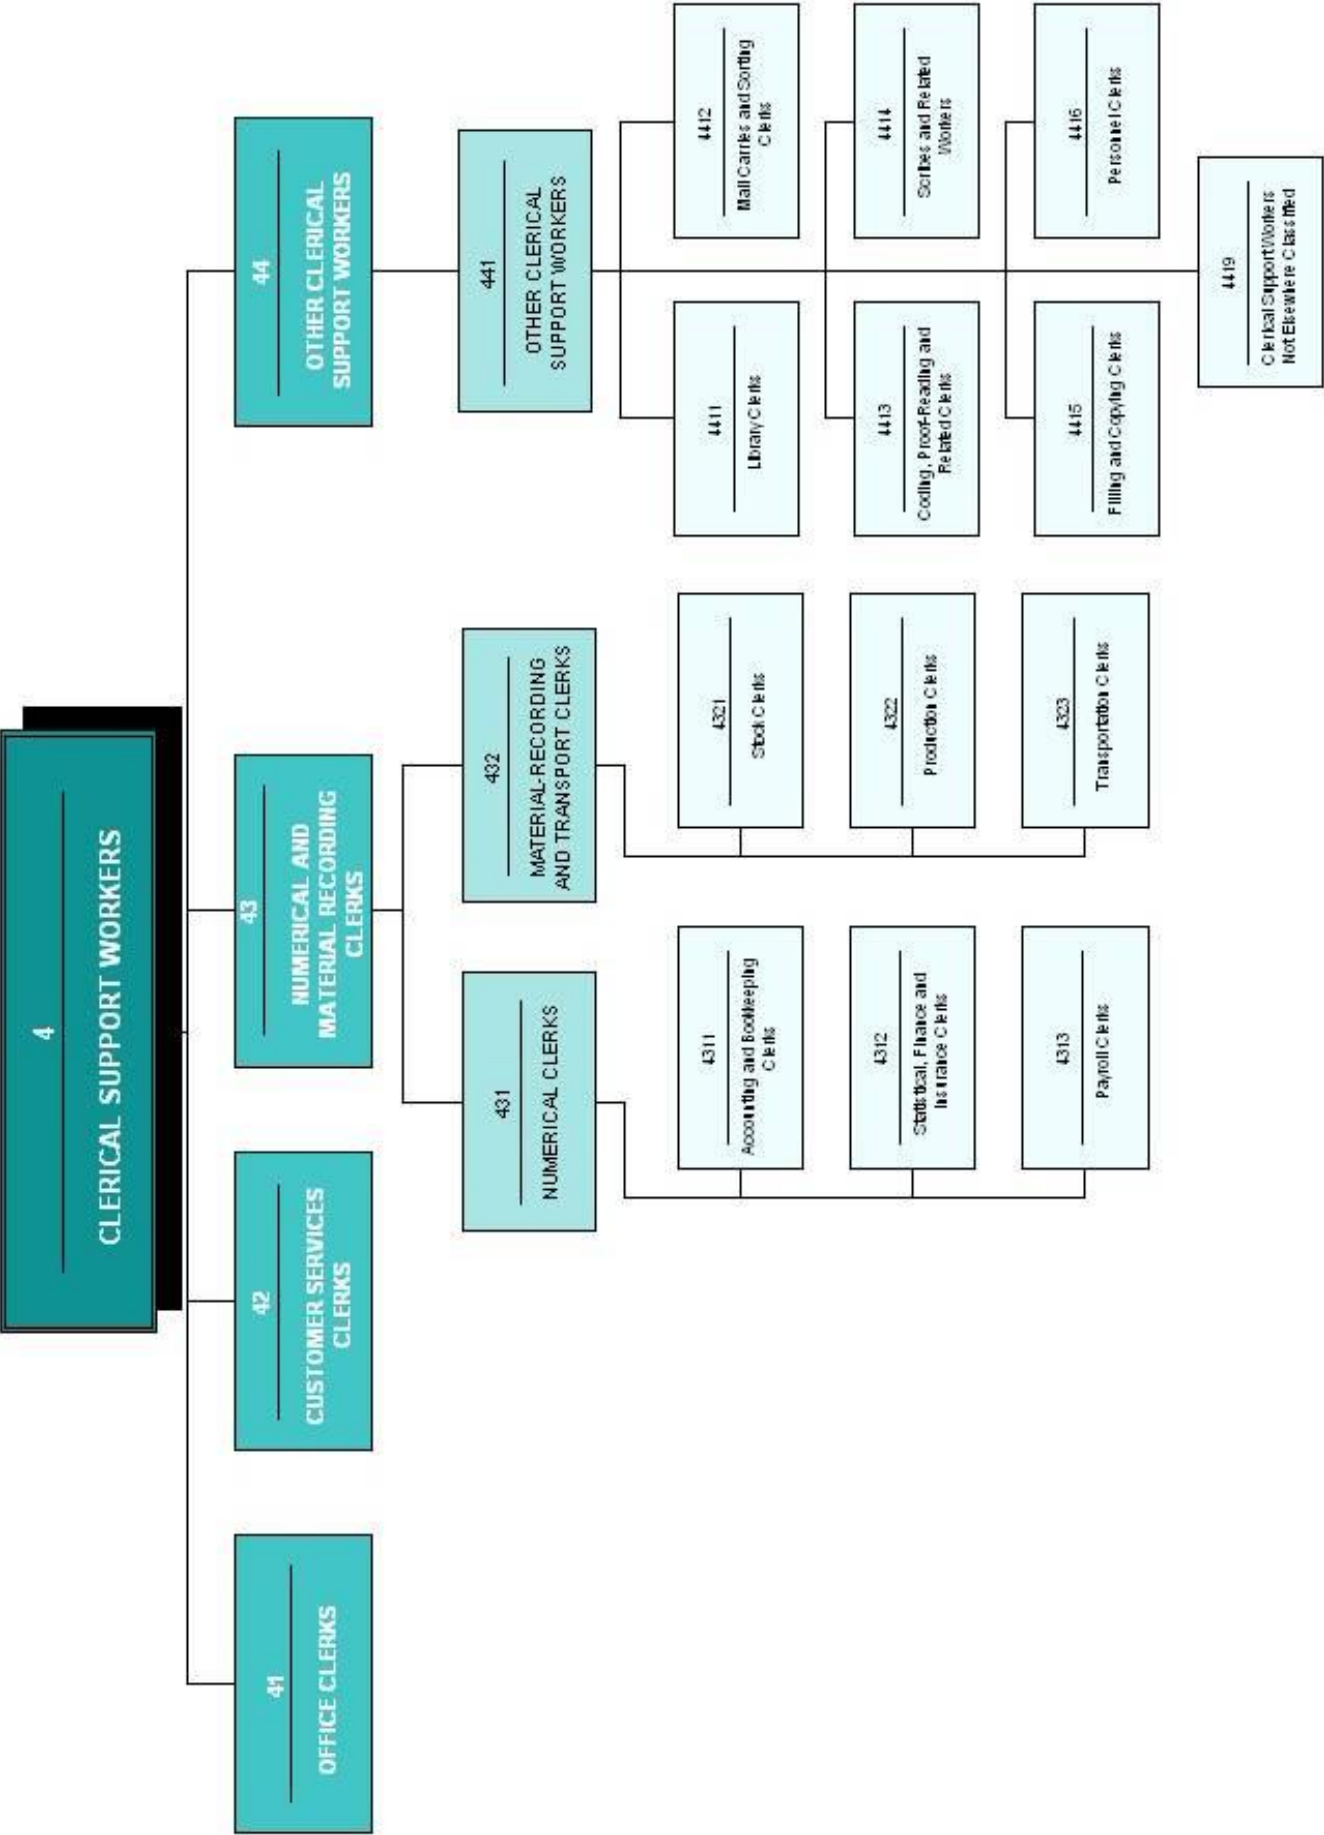 4
CLERICAL SUPPORT WORKERS
41
OFFICE CLERKS
42
CUSTOMER SERVICES
CLERKS
43
NUMERICAL AND
MATERIAL RECORDING
CLERKS
44
OTHER CLERICAL
SUPPORT WORKERS
431
NUMERICAL CLERKS
432
MATERIAL-RECORDING
AND TRANSPORT CLERKS
441
OTHER CLERICAL
SUPPORT WORKERS
4311
Accounting and Bookkeeping
Clerks
4321
Stock Clerks
4411
Library Clerks
4412
Mail Carries and Sorting
Clerks
4312
Statistical, Finance and
Insurance Clerks
4322
Production Clerks
4413
Coding, Proof-Reading and
Related Clerks
4414
Scribes and Related
Workers
4313
Payroll Clerks
4323
Transportation Clerks
4415
Filling and Copying Clerks
4416
Personnel Clerks
4419
Clerical Support Workers
Not Elsewhere Classified